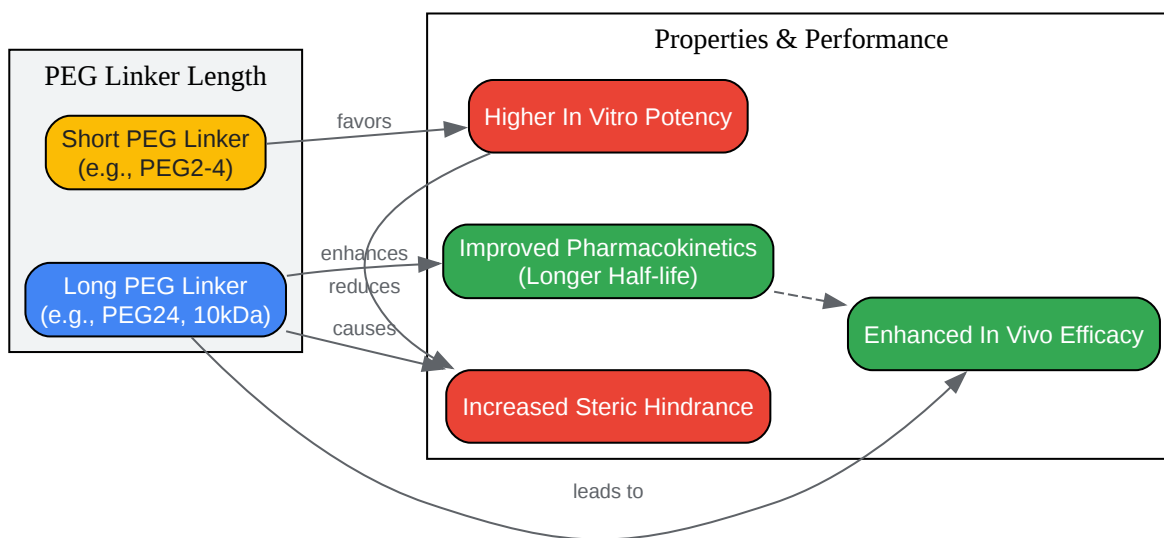 PEG Linker Length
Short PEG Linker
(e.g., PEG2-4)
Long PEG Linker
(e.g., PEG24, 10kDa)
favors
enhances
reduces
causes
leads to
Properties & Performance
Higher In Vitro Potency
Improved Pharmacokinetics
(Longer Half-life)
Increased Steric Hindrance
Enhanced In Vivo Efficacy